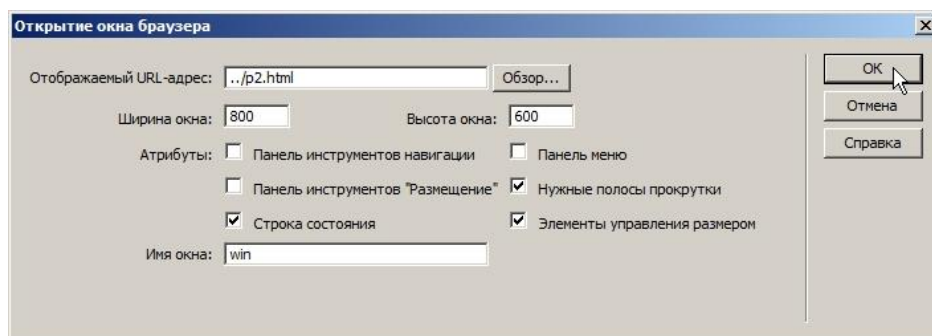 Открытие окна браузера
Отображаемый URL-адрес: ../p2.html Обзор... OK
Ширина окна: 800 Высота окна: 600 Отмена
Атрибуты: Панель инструментов навигации Панель меню Справка
Панель инструментов "Размещение" Нужные полосы прокрутки
Строка состояния Элементы управления размером
Имя окна: win